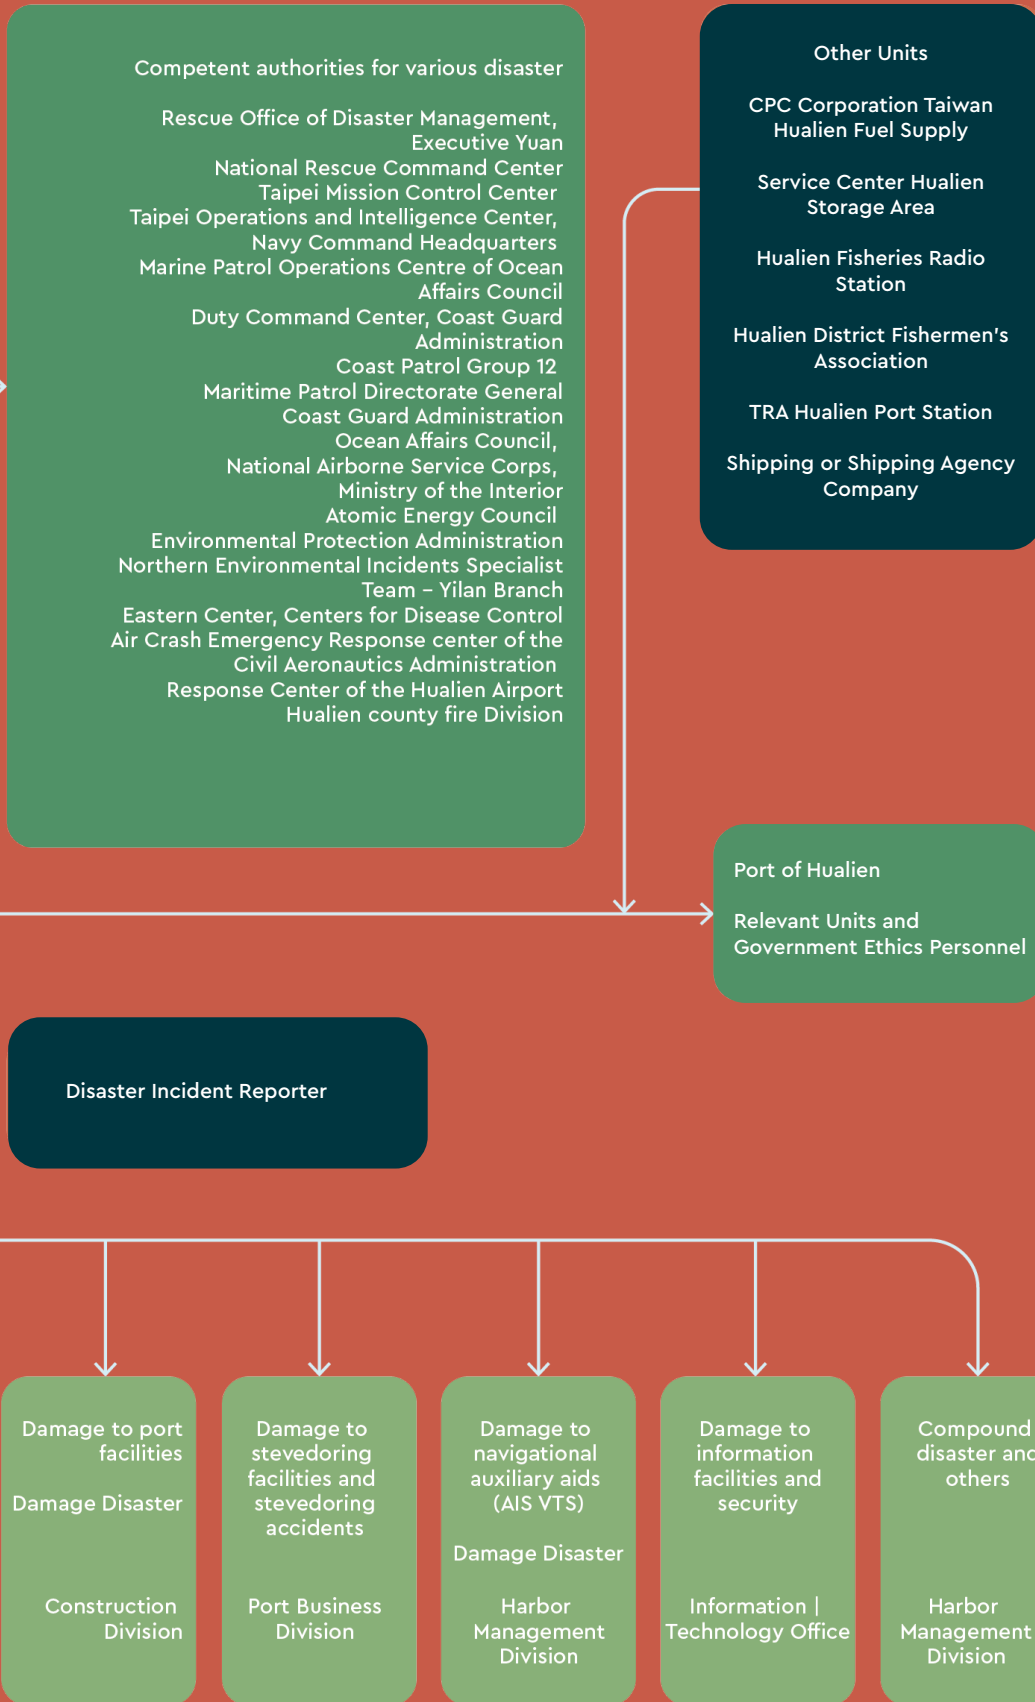 Competent authorities for various disaster
Rescue Office of Disaster Management,
Executive Yuan
National Rescue Command Center
Taipei Mission Control Center
Taipei Operations and Intelligence Center,
Navy Command Headquarters
Marine Patrol Operations Centre of Ocean
Affairs Council
Duty Command Center, Coast Guard
Administration
Coast Patrol Group 12
Maritime Patrol Directorate General
Coast Guard Administration
Ocean Affairs Council,
National Airborne Service Corps,
Ministry of the Interior
Atomic Energy Council
Environmental Protection Administration
Northern Environmental Incidents Specialist
Team – Yilan Branch
Eastern Center, Centers for Disease Control
Air Crash Emergency Response center of the
Civil Aeronautics Administration
Response Center of the Hualien Airport
Hualien county fire Division
Other Units
CPC Corporation Taiwan
Hualien Fuel Supply
Service Center Hualien
Storage Area
Hualien Fisheries Radio
Station
Hualien District Fishermen's
Association
TRA Hualien Port Station
Shipping or Shipping Agency
Company
Port of Hualien
Relevant Units and
Government Ethics Personnel
Disaster Incident Reporter
Damage to port
facilities
Damage Disaster
Construction
Division
Damage to
stevedoring
facilities and
stevedoring
accidents
Port Business
Division
Damage to
navigational
auxiliary aids
(AIS VTS)
Damage Disaster
Harbor
Management
Division
Damage to
information
facilities and
security
Information |
Technology Office
Compound
disaster and
others
Harbor
Management
Division